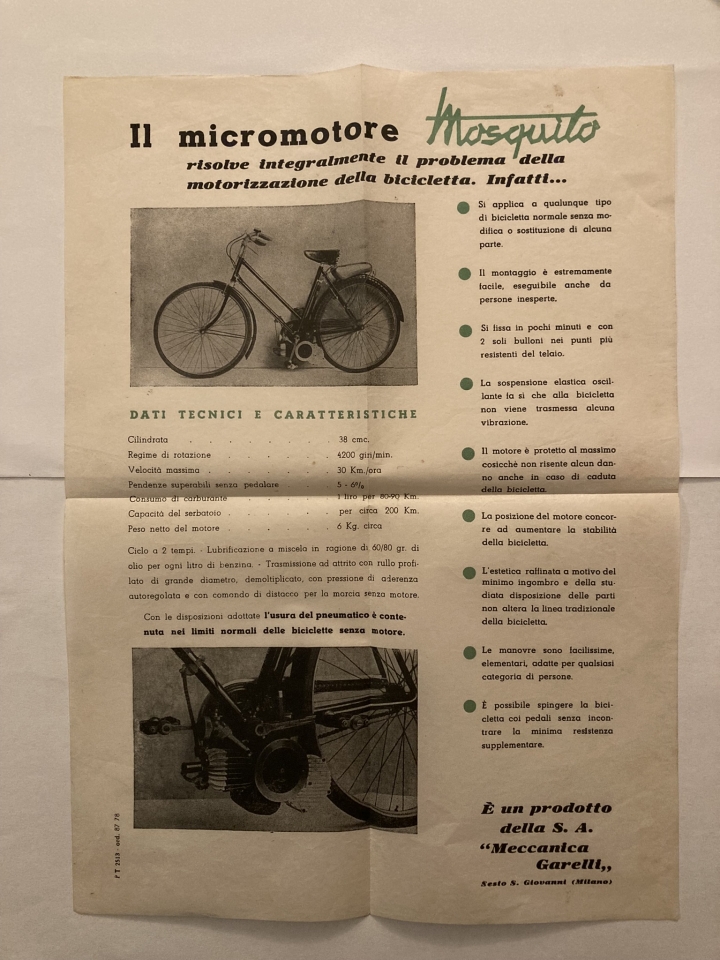 Il micromotore Mosquito
risolve integralmente il problema della
motorizzazione della bicicletta. Infatti...
DATI TECNICI E CARATTERISTICHE
Cilindrata . . . . . . . 38 cmc.
Regime di rotazione . . . . . 4200 giri/min.
Velocità massima . . . . . . 30 Km./ora
Pendenze superabili senza pedalare . . 5 - 6%
Consumo di carburante . . . . 1 litro per 80-90 Km.
Capacità del serbatoio . . . . . per circa 200 Km.
Peso netto del motore . . . . . 6 Kg. circa
Ciclo a 2 tempi. - Lubrificazione a miscela in ragione di 60/80 gr. di
olio per ogni litro di benzina. - Trasmissione ad attrito con rullo profi-
lato di grande diametro, demoltiplicato, con pressione di aderenza
autoregolata e con comando di distacco per la marcia senza motore.
Con le disposizioni adottate l'usura del pneumatico è conte-
nuta nei limiti normali delle biciclette senza motore.
Si applica a qualunque tipo
di bicicletta normale senza mo-
difica o sostituzione di alcuna
parte.
Il montaggio è estremamente
facile, eseguibile anche da
persone inesperte.
Si fissa in pochi minuti e con
2 soli bulloni nei punti più
resistenti del telaio.
La sospensione elastica oscil-
lante fa sì che alla bicicletta
non viene trasmessa alcuna
vibrazione.
Il motore è protetto al massimo
cosicchè non risente alcun dan-
no anche in caso di caduta
della bicicletta.
La posizione del motore concor-
re ad aumentare la stabilità
della bicicletta.
L'estetica raffinata a motivo del
minimo ingombro e della stu-
diata disposizione delle parti
non altera la linea tradizionale
della bicicletta.
Le manovre sono facilissime,
elementari, adatte per qualsiasi
categoria di persone.
È possibile spingere la bici-
cletta coi pedali senza incon-
trare la minima resistenza
supplementare.
È un prodotto
della S. A.
“Meccanica
Garelli„
Sesto S. Giovanni (Milano)
F T 2513 - ord. 87 78